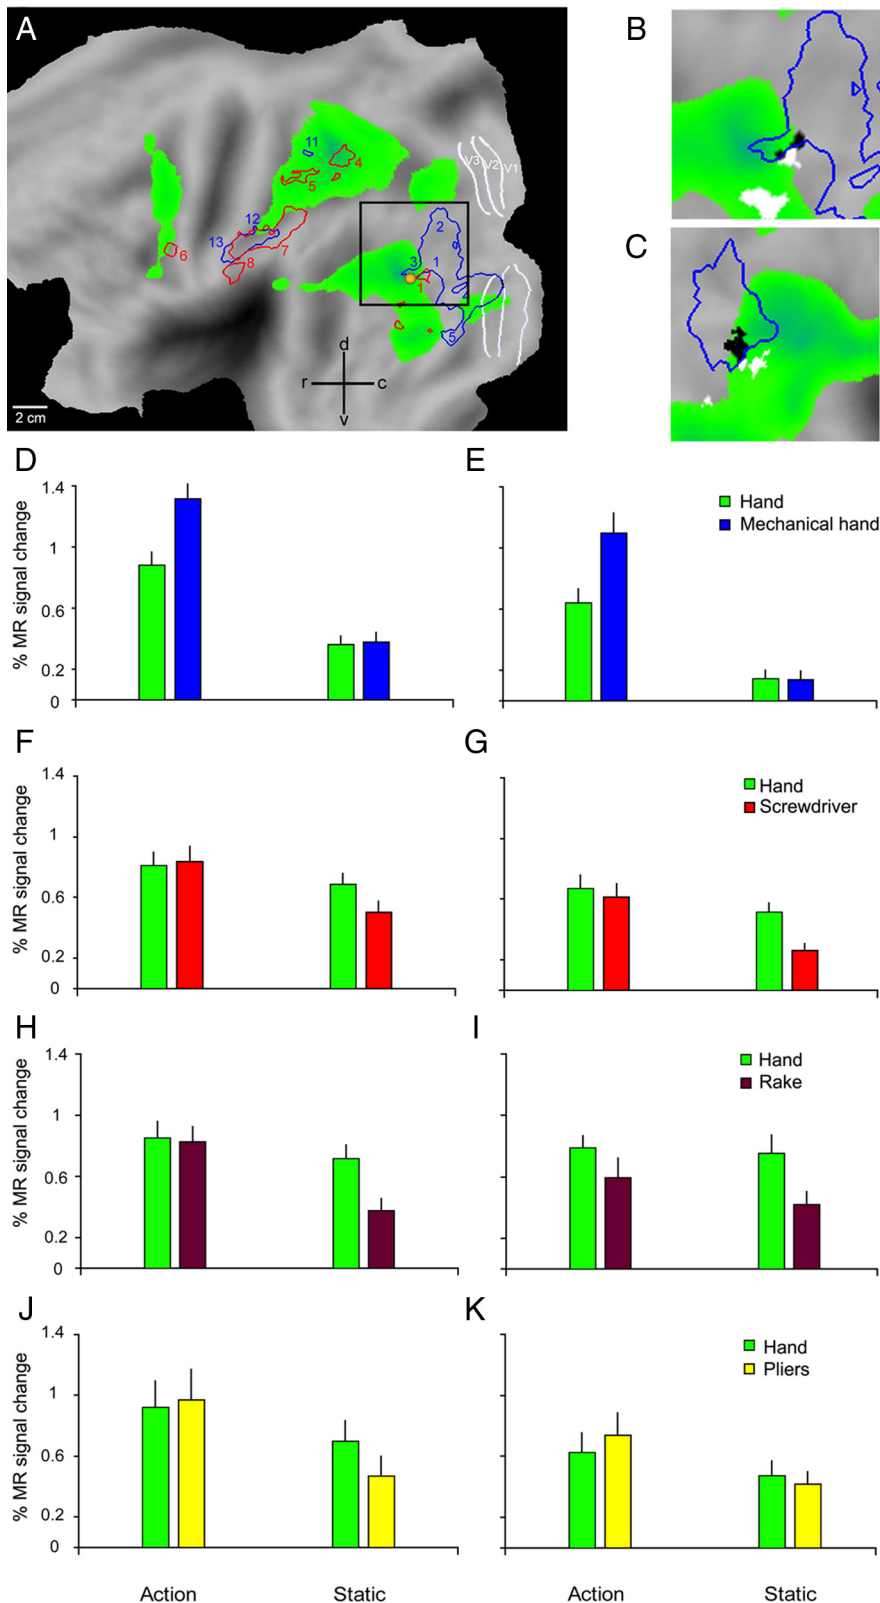 A
B
11
4
5
V3
V2
V1
12
2
13
7
6
8
3
1
1
5
d
r
c
v
2 cm
C
D
E
% MR signal change
1.4
1
0.6
0.2
0
Hand
Mechanical hand
F
G
% MR signal change
1.4
1
0.6
0.2
0
Hand
Screwdriver
H
I
% MR signal change
1.4
1
0.6
0.2
0
Hand
Rake
J
K
% MR signal change
1.4
1
0.6
0.2
0
Hand
Pliers
Action
Static
Action
Static